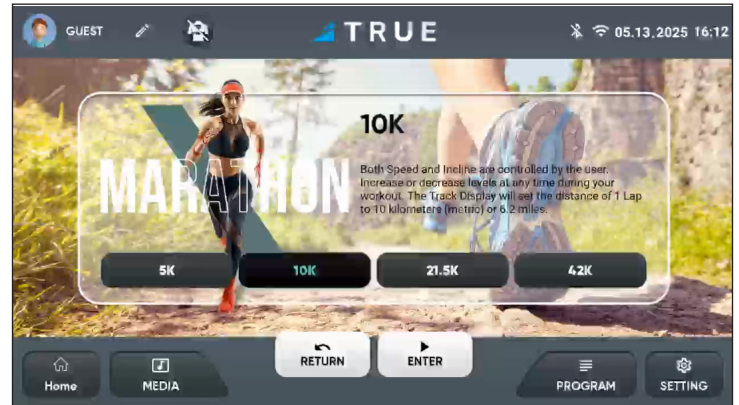 GUEST
TRUE
05.13.2025 16:12
MARATHON
10K
Both Speed and Incline are controlled by the user.
Increase or decrease levels at any time during your
workout. The Track Display will set the distance of 1 Lap
to 10 kilometers (metric) or 6.2 miles.
5K
10K
21.5K
42K
RETURN
ENTER
Home
MEDIA
PROGRAM
SETTING